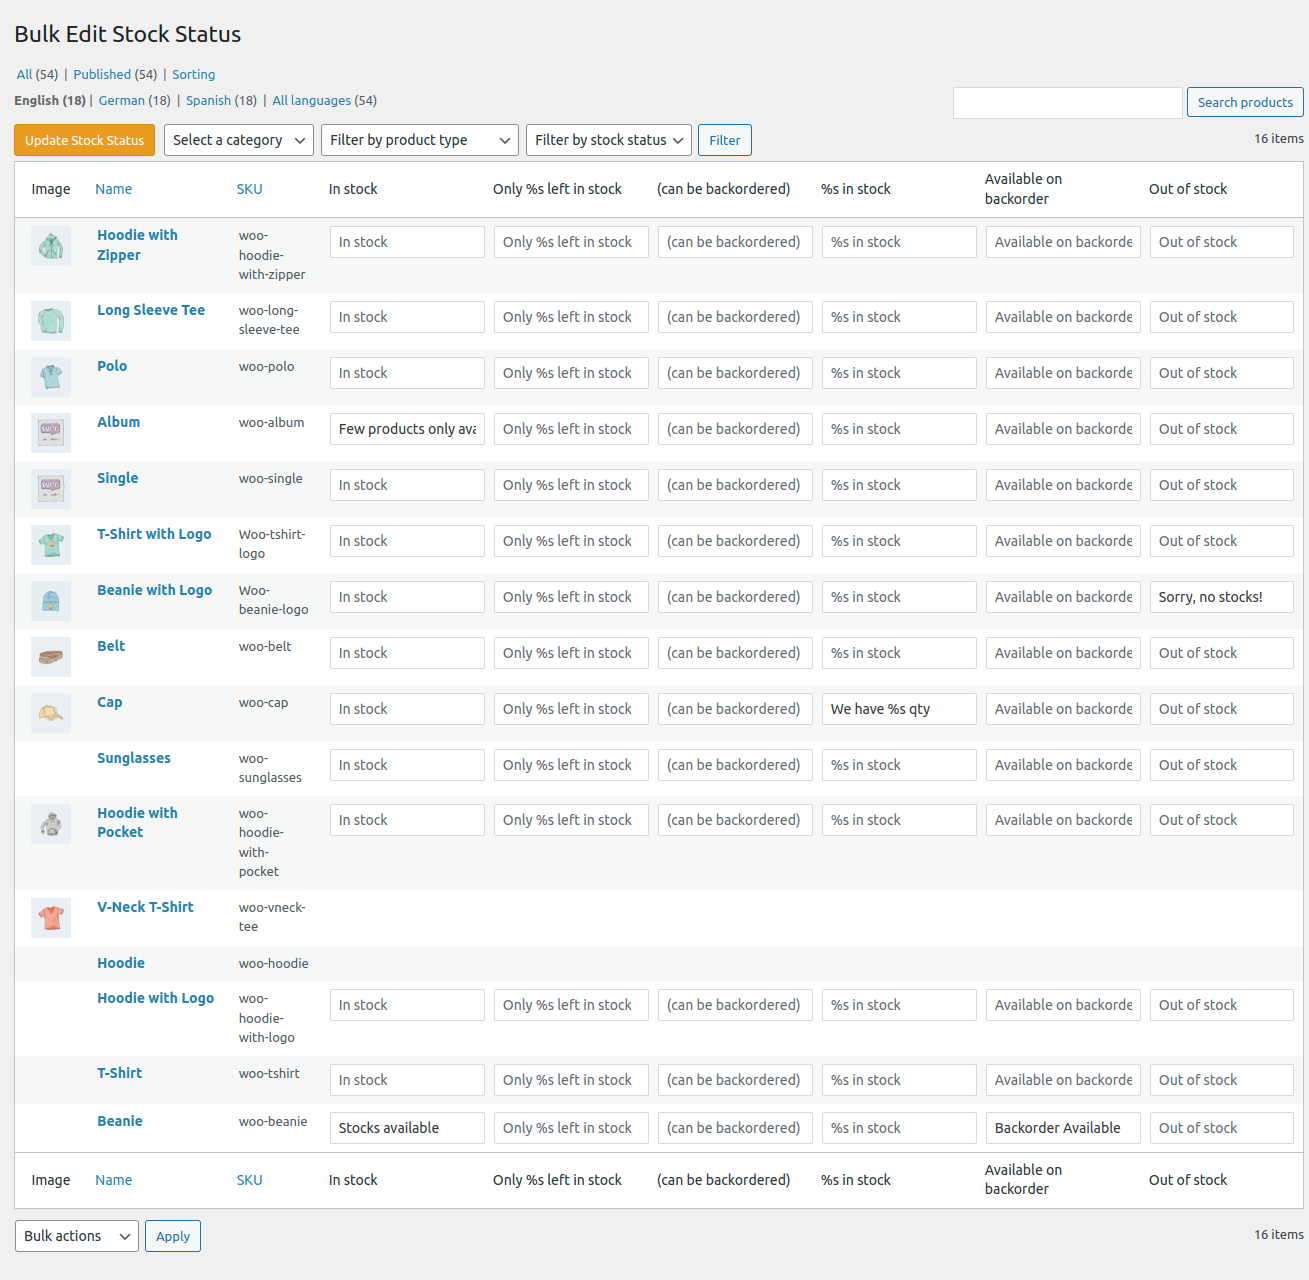 Bulk Edit Stock Status
All (54) | Published (54) | Sorting
English (18) | German (18) | Spanish (18) | All languages (54)
Search products
Update Stock Status Select a category Filter by product type Filter by stock status Filter 16 items
Image Name SKU In stock Only %s left in stock (can be backordered) %s in stock Available on backorder Out of stock
Hoodie with Zipper woo-hoodie-with-zipper In stock Only %s left in stock (can be backordered) %s in stock Available on backorde Out of stock
Long Sleeve Tee woo-long-sleeve-tee In stock Only %s left in stock (can be backordered) %s in stock Available on backorde Out of stock
Polo woo-polo In stock Only %s left in stock (can be backordered) %s in stock Available on backorde Out of stock
Album woo-album Few products only ava Only %s left in stock (can be backordered) %s in stock Available on backorde Out of stock
Single woo-single In stock Only %s left in stock (can be backordered) %s in stock Available on backorde Out of stock
T-Shirt with Logo Woo-tshirt-logo In stock Only %s left in stock (can be backordered) %s in stock Available on backorde Out of stock
Beanie with Logo Woo-beanie-logo In stock Only %s left in stock (can be backordered) %s in stock Available on backorde Sorry, no stocks!
Belt woo-belt In stock Only %s left in stock (can be backordered) %s in stock Available on backorde Out of stock
Cap woo-cap In stock Only %s left in stock (can be backordered) We have %s qty Available on backorde Out of stock
Sunglasses woo-sunglasses In stock Only %s left in stock (can be backordered) %s in stock Available on backorde Out of stock
Hoodie with Pocket woo-hoodie-with-pocket In stock Only %s left in stock (can be backordered) %s in stock Available on backorde Out of stock
V-Neck T-Shirt woo-vneck-tee
Hoodie woo-hoodie
Hoodie with Logo woo-hoodie-with-logo In stock Only %s left in stock (can be backordered) %s in stock Available on backorde Out of stock
T-Shirt woo-tshirt In stock Only %s left in stock (can be backordered) %s in stock Available on backorde Out of stock
Beanie woo-beanie Stocks available Only %s left in stock (can be backordered) %s in stock Backorder Available Out of stock
Image Name SKU In stock Only %s left in stock (can be backordered) %s in stock Available on backorder Out of stock
Bulk actions Apply 16 items